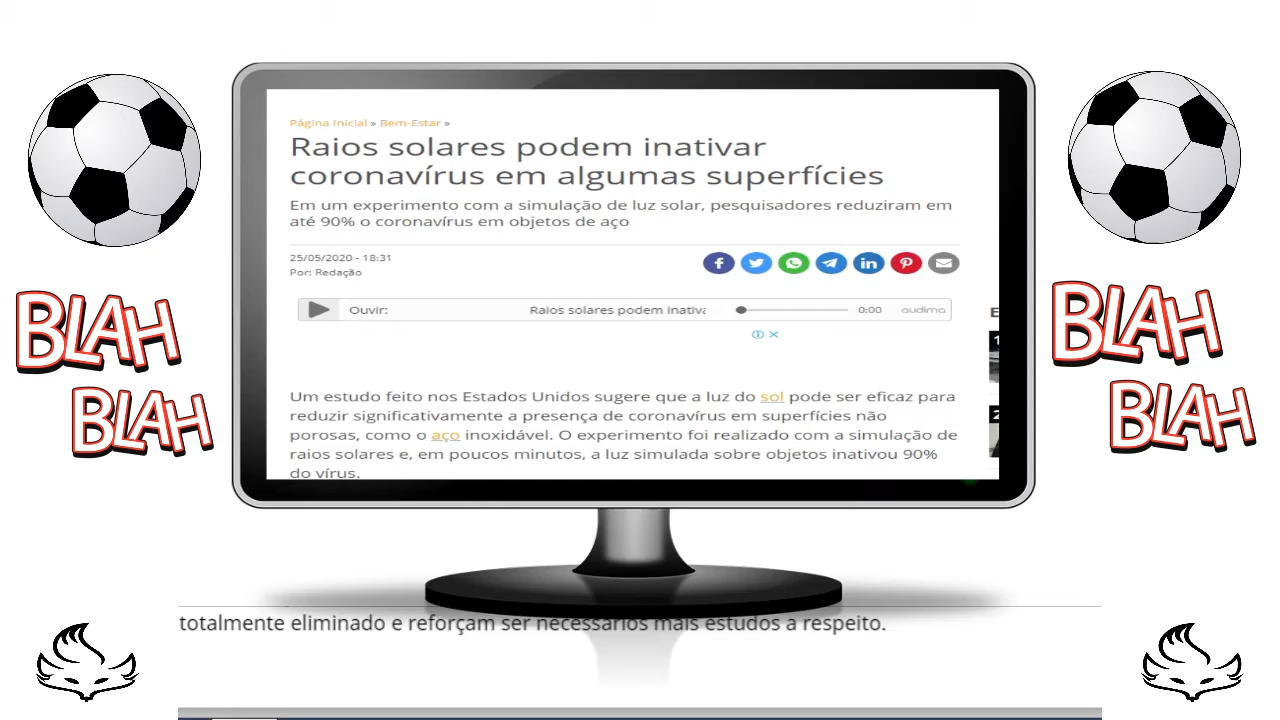 Página Inicial » Bem-Estar »
Raios solares podem inativar
coronavírus em algumas superfícies
Em um experimento com a simulação de luz solar, pesquisadores reduziram em
até 90% o coronavírus em objetos de aço
25/05/2020 - 18:31
Por: Redação
Ouvir: Raios solares podem inativa 0:00 audima
BLAH
BLAH
BLAH
BLAH
Um estudo feito nos Estados Unidos sugere que a luz do sol pode ser eficaz para
reduzir significativamente a presença de coronavírus em superfícies não
porosas, como o aço inoxidável. O experimento foi realizado com a simulação de
raios solares e, em poucos minutos, a luz simulada sobre objetos inativou 90%
do vírus.
totalmente eliminado e reforçam ser necessários mais estudos a respeito.